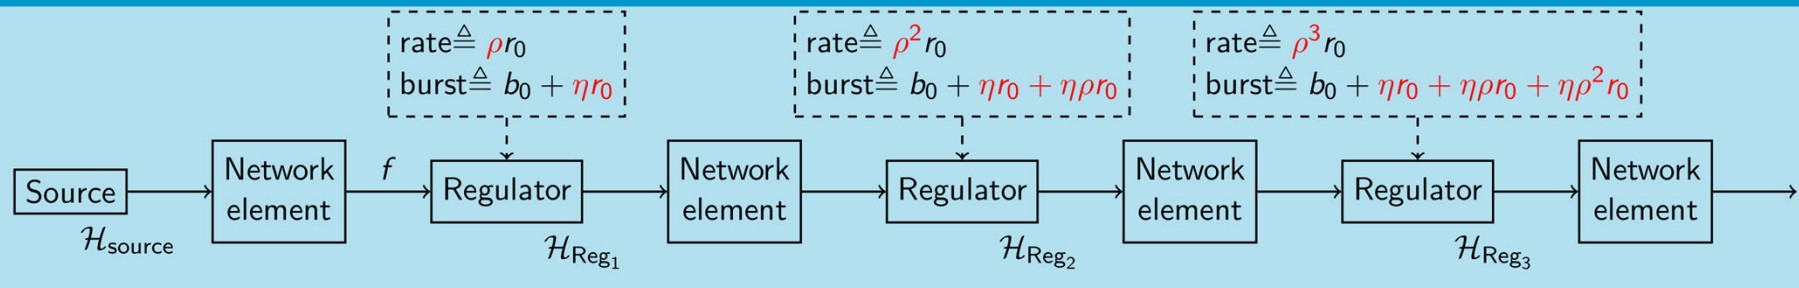 rate≜ ρr₀
burst≜ b₀ + ηr₀
rate≜ ρ²r₀
burst≜ b₀ + ηr₀ + ηρr₀
rate≜ ρ³r₀
burst≜ b₀ + ηr₀ + ηρr₀ + ηρ²r₀
Source
ℋsource
Network
element
f
Regulator
ℋReg₁
Network
element
Regulator
ℋReg₂
Network
element
Regulator
ℋReg₃
Network
element